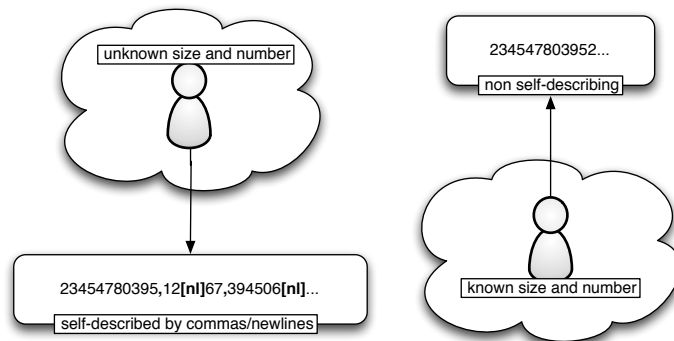 unknown size and number
23454780395,12[nl]67,394506[nl]...
self-described by commas/newlines
234547803952...
non self-describing
known size and number